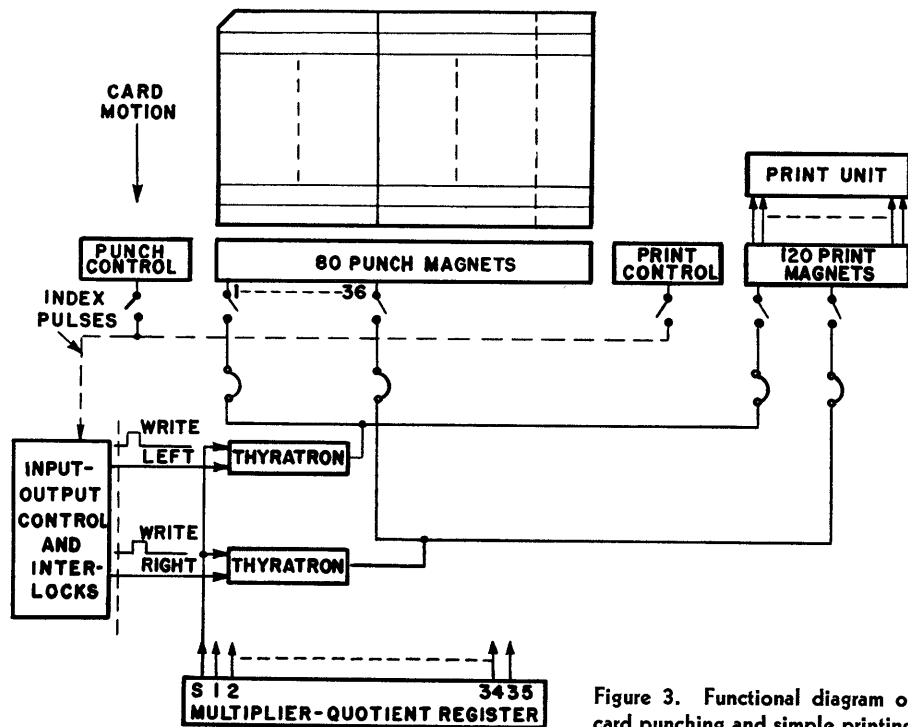 CARD
MOTION
PRINT UNIT
PUNCH
CONTROL
80 PUNCH MAGNETS
PRINT
CONTROL
120 PRINT
MAGNETS
1 36
INDEX
PULSES
WRITE
LEFT
THYRATRON
INPUT-
OUTPUT
CONTROL
AND
INTER-
LOCKS
WRITE
RIGHT
THYRATRON
S 1 2 34 35
MULTIPLIER-QUOTIENT REGISTER
Figure 3. Functional diagram o
card punching and simple printing